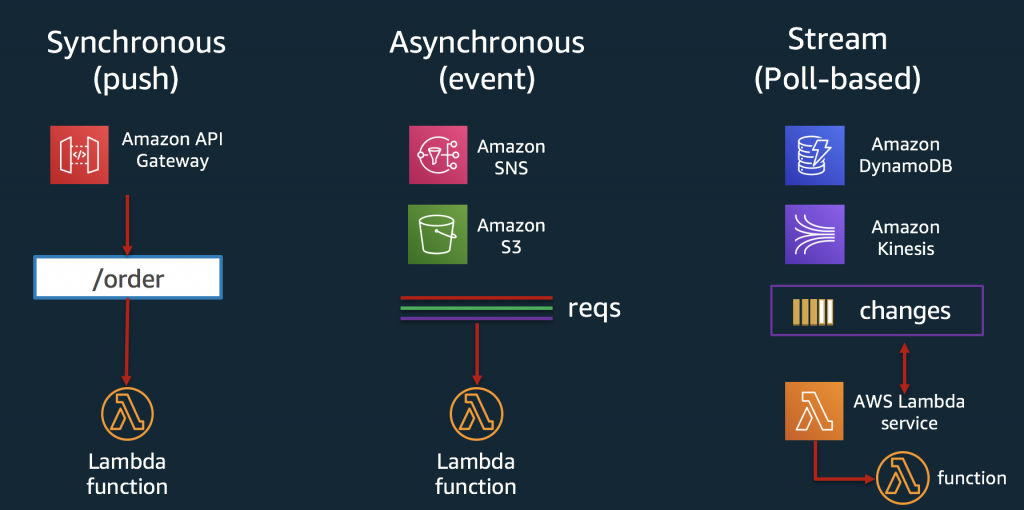 Synchronous
(push)
Amazon API
Gateway
/order
Lambda
function
Asynchronous
(event)
Amazon
SNS
Amazon
S3
reqs
Lambda
function
Stream
(Poll-based)
Amazon
DynamoDB
Amazon
Kinesis
changes
AWS Lambda
service
function